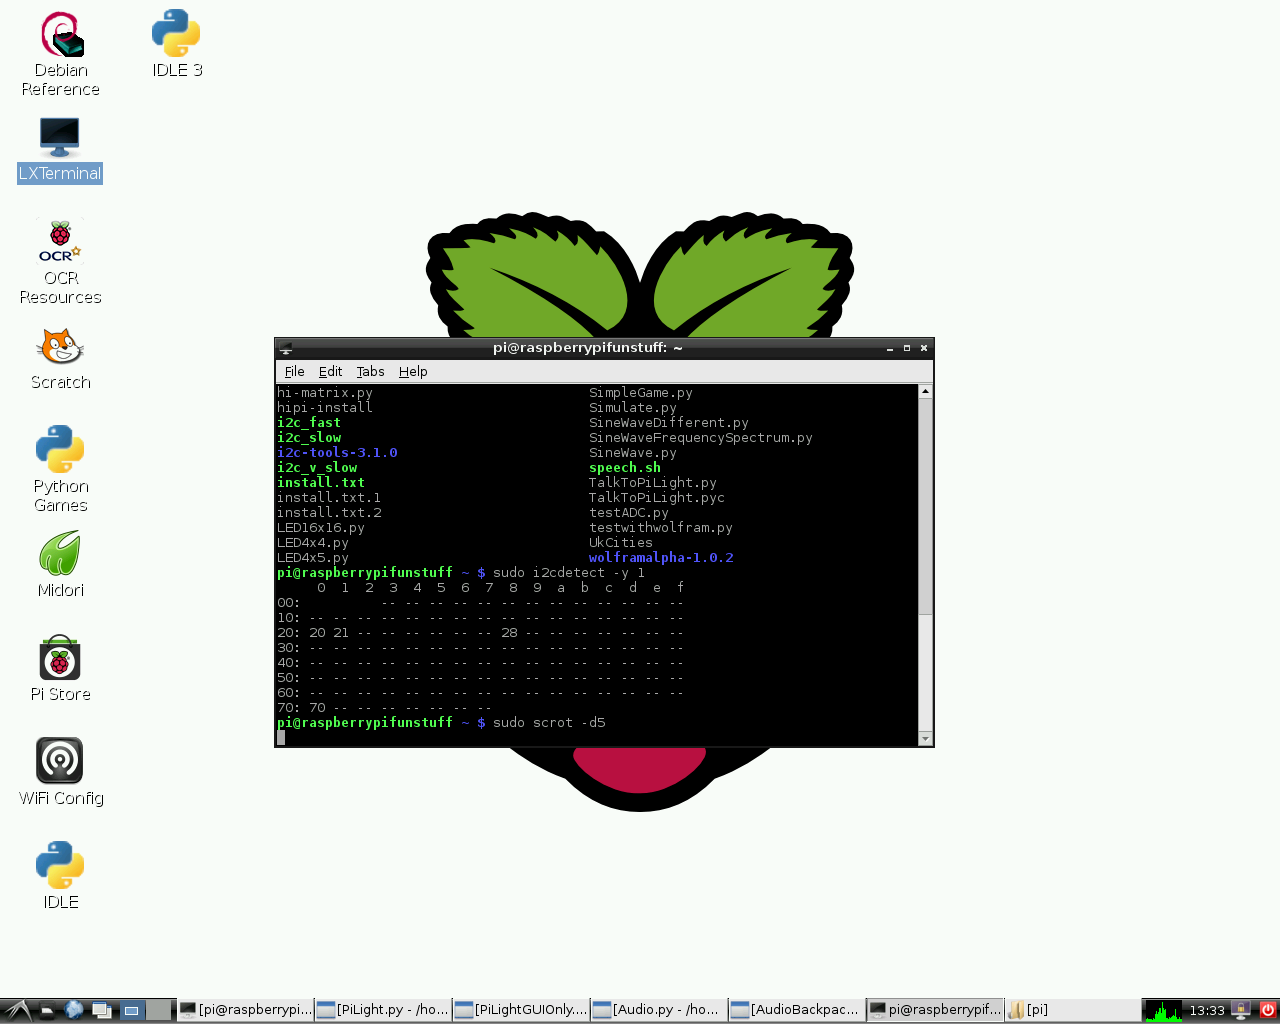 Debian
Reference
IDLE 3
LXTerminal
OCR
OCR
Resources
Scratch
Python
Games
Midori
Pi Store
WiFi Config
IDLE
pi@raspberrypifunstuff: ~
File Edit Tabs Help
hi-matrix.py SimpleGame.py
hipi-install Simulate.py
i2c_fast SineWaveDifferent.py
i2c_slow SineWaveFrequencySpectrum.py
i2c-tools-3.1.0 SineWave.py
i2c_v_slow speech.sh
install.txt TalkToPiLight.py
install.txt.1 TalkToPiLight.pyc
install.txt.2 testADC.py
LED16x16.py testwithwolfram.py
LED4x4.py UkCities
LED4x5.py wolframalpha-1.0.2
pi@raspberrypifunstuff ~ $ sudo i2cdetect -y 1
     0  1  2  3  4  5  6  7  8  9  a  b  c  d  e  f
00:          -- -- -- -- -- -- -- -- -- -- -- -- --
10: -- -- -- -- -- -- -- -- -- -- -- -- -- -- -- --
20: 20 21 -- -- -- -- -- -- 28 -- -- -- -- -- -- --
30: -- -- -- -- -- -- -- -- -- -- -- -- -- -- -- --
40: -- -- -- -- -- -- -- -- -- -- -- -- -- -- -- --
50: -- -- -- -- -- -- -- -- -- -- -- -- -- -- -- --
60: -- -- -- -- -- -- -- -- -- -- -- -- -- -- -- --
70: 70 -- -- -- -- -- -- --
pi@raspberrypifunstuff ~ $ sudo scrot -d5
[pi@raspberrypi... [PiLight.py - /ho... [PiLightGUIOnly.... [Audio.py - /ho... [AudioBackpac... pi@raspberrypif... [pi] 13:33